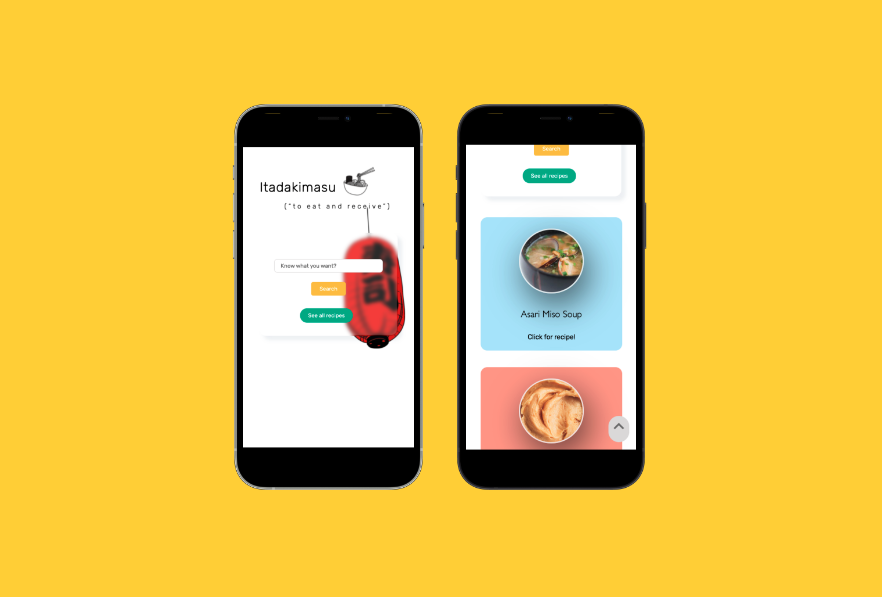 Itadakimasu
("to eat and receive")
Know what you want?
Search
See all recipes
Search
See all recipes
Asari Miso Soup
Click for recipe!